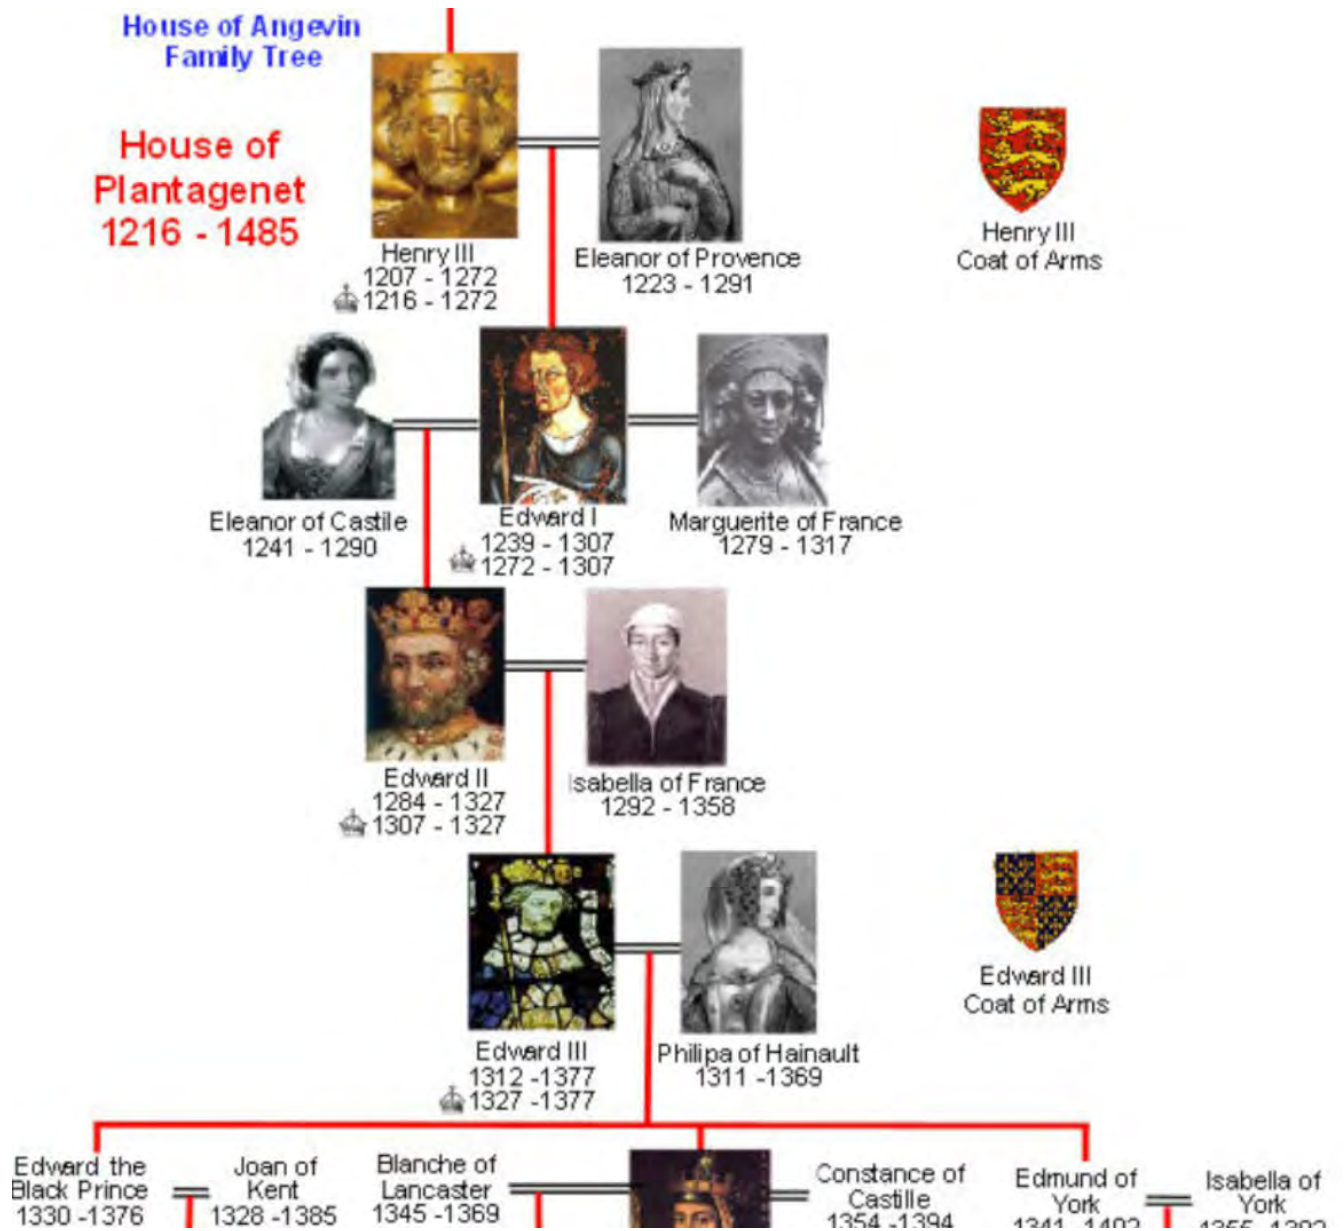 House of Angevin
Family Tree
House of
Plantagenet
1216 - 1485
Henry III
1207 - 1272
1216 - 1272
Eleanor of Provence
1223 - 1291
Henry III
Coat of Arms
Eleanor of Castile
1241 - 1290
Edward I
1239 - 1307
1272 - 1307
Marguerite of France
1279 - 1317
Edward II
1284 - 1327
1307 - 1327
Isabella of France
1292 - 1358
Edward III
1312 -1377
1327 -1377
Philipa of Hainault
1311 -1369
Edward III
Coat of Arms
Edward the
Black Prince
1330 -1376
Joan of
Kent
1328 -1385
Blanche of
Lancaster
1345 -1369
Constance of
Castille
1354 -1394
Edmund of
York
1341 -1402
Isabella of
York